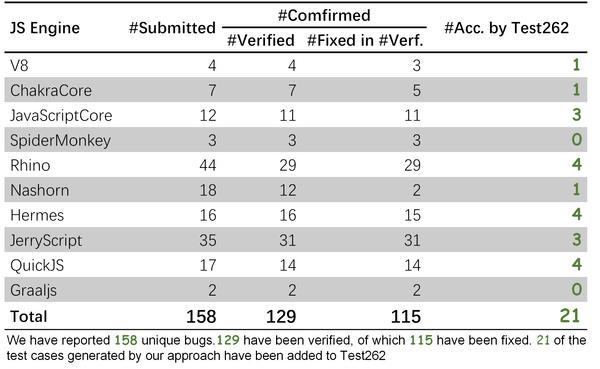 #Comfirmed
JS Engine #Submitted #Acc. by Test262
#Verified #Fixed in #Verf.
V8 4 4 3 1
ChakraCore 7 7 5 1
JavaScriptCore 12 11 11 3
SpiderMonkey 3 3 3 0
Rhino 44 29 29 4
Nashorn 18 12 2 1
Hermes 16 16 15 4
JerryScript 35 31 31 3
QuickJS 17 14 14 4
Graaljs 2 2 2 0
Total 158 129 115 21
We have reported 158 unique bugs.129 have been verified, of which 115 have been fixed. 21 of the
test cases generated by our approach have been added to Test262